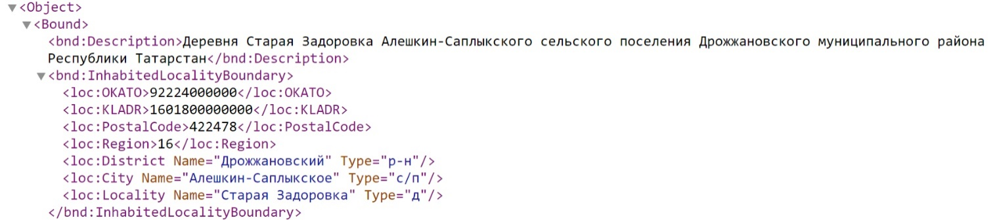 ▼<Object>
▼<Bound>
<bnd:Description>Деревня Старая Задоровка Алешкин-Саплыкского сельского поселения Дрожжановского муниципального района
Республики Татарстан</bnd:Description>
▼<bnd:InhabitedLocalityBoundary>
<loc:OKATO>92224000000</loc:OKATO>
<loc:KLADR>1601800000000</loc:KLADR>
<loc:PostalCode>422478</loc:PostalCode>
<loc:Region>16</loc:Region>
<loc:District Name="Дрожжановский" Type="р-н"/>
<loc:City Name="Алешкин-Саплыкское" Type="с/п"/>
<loc:Locality Name="Старая Задоровка" Type="д"/>
</bnd:InhabitedLocalityBoundary>